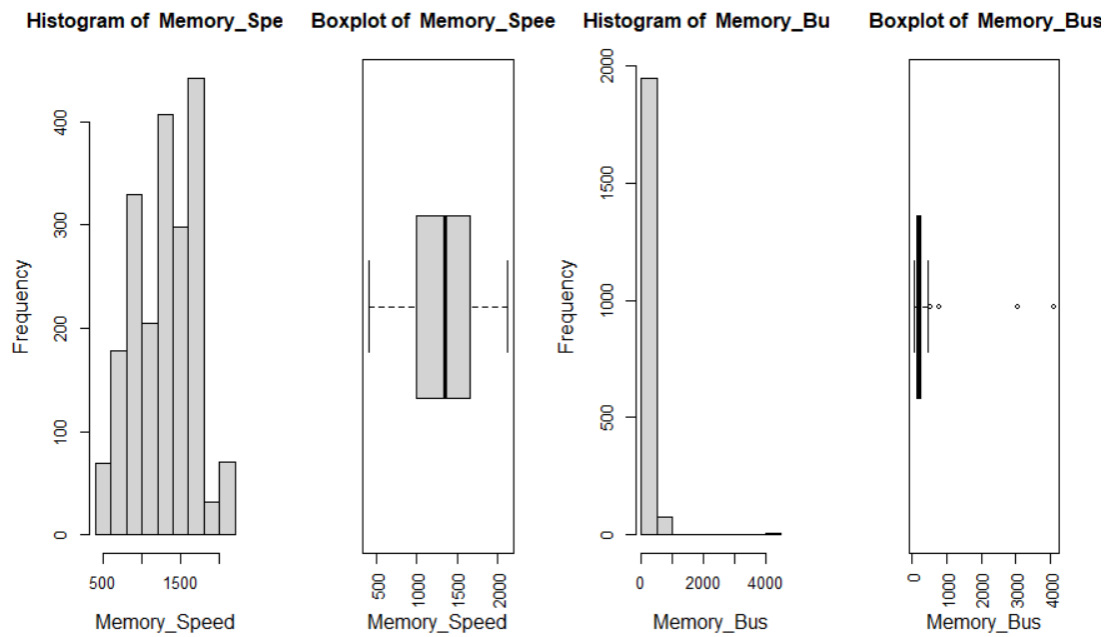 Histogram of Memory_Spe
Frequency
0 100 200 300 400
500 1500
Memory_Speed
Boxplot of Memory_Spee
500 1000 1500 2000
Memory_Speed
Histogram of Memory_Bu
Frequency
0 500 1000 1500 2000
0 2000 4000
Memory_Bus
Boxplot of Memory_Bus
0 1000 2000 3000 4000
Memory_Bus